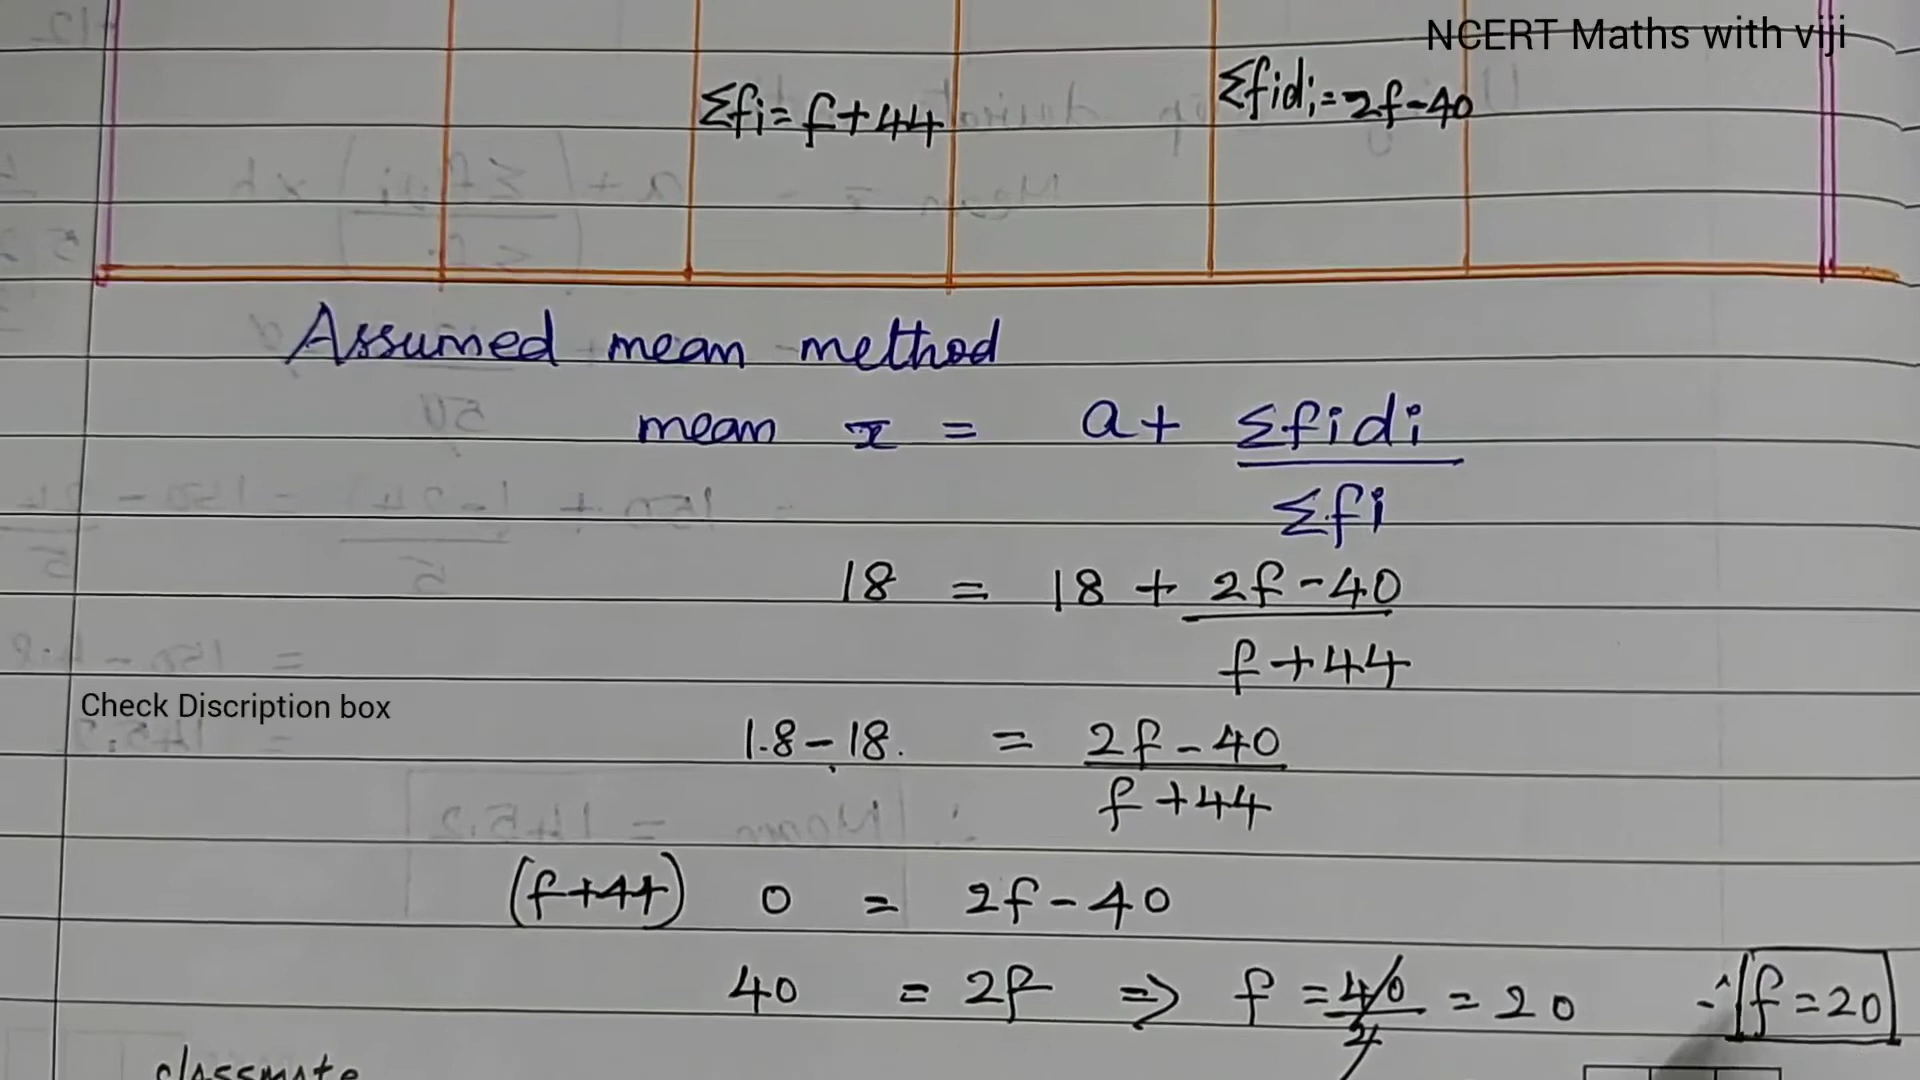 NCERT Maths with viji
Σfi = f+44 Σfidi = 2f-40
Assumed mean method
mean x̄ = a + Σfidi
Σfi
18 = 18 + 2f-40
f+44
Check Discription box
1.8-18. = 2f-40
f+44
(f+44) 0 = 2f-40
40 = 2f ⇒ f = 40/2 = 20 ∴ f = 20
classmate